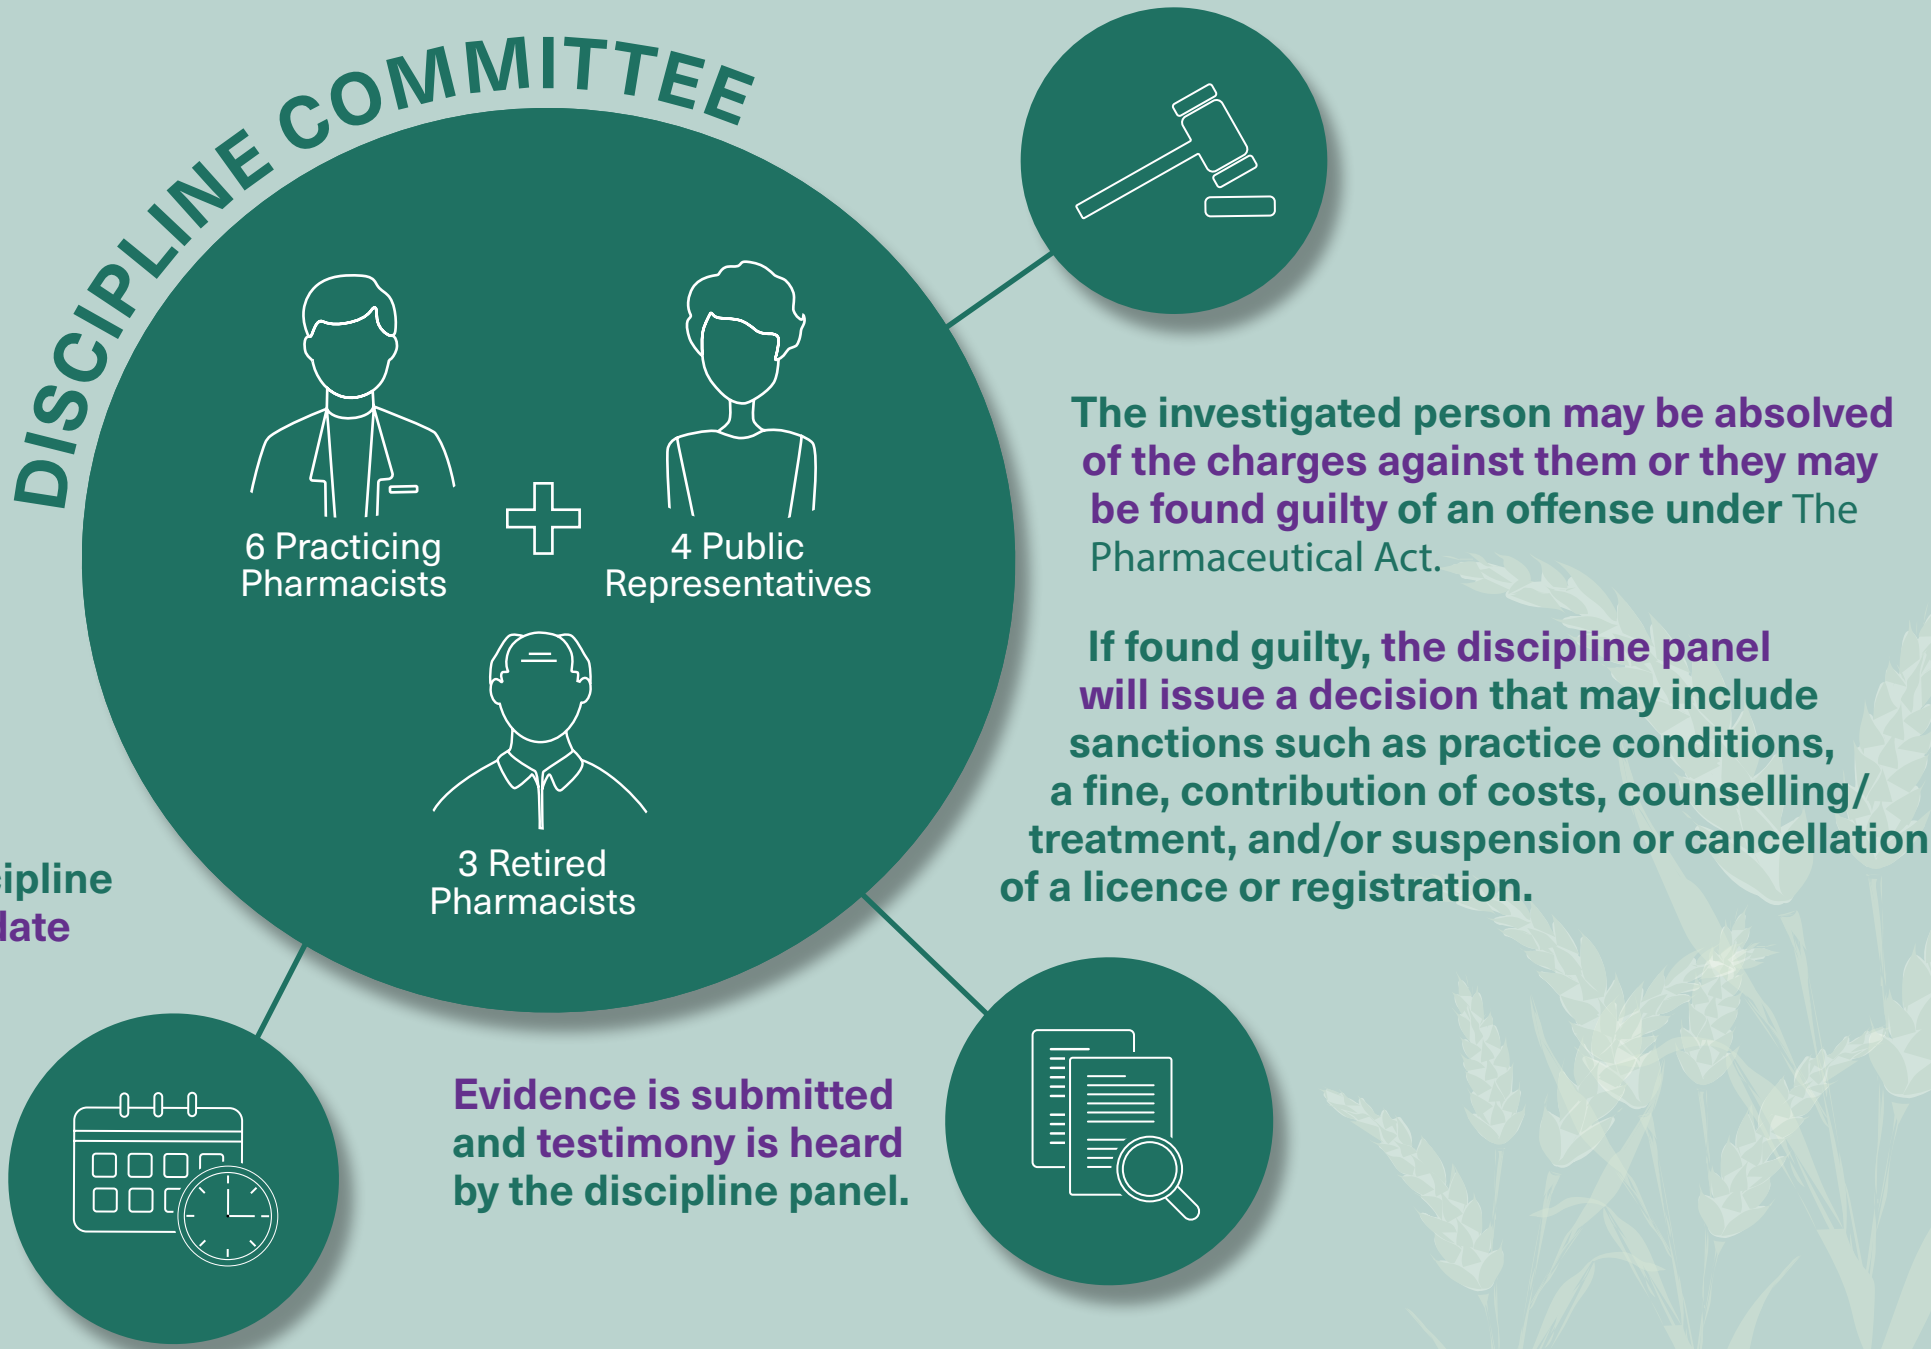 DISCIPLINE COMMITTEE
6 Practicing
Pharmacists
4 Public
Representatives
3 Retired
Pharmacists
The investigated person may be absolved
of the charges against them or they may
be found guilty of an offense under The
Pharmaceutical Act.
If found guilty, the discipline panel
will issue a decision that may include
sanctions such as practice conditions,
a fine, contribution of costs, counselling/
treatment, and/or suspension or cancellation
of a licence or registration.
cipline
date
Evidence is submitted
and testimony is heard
by the discipline panel.